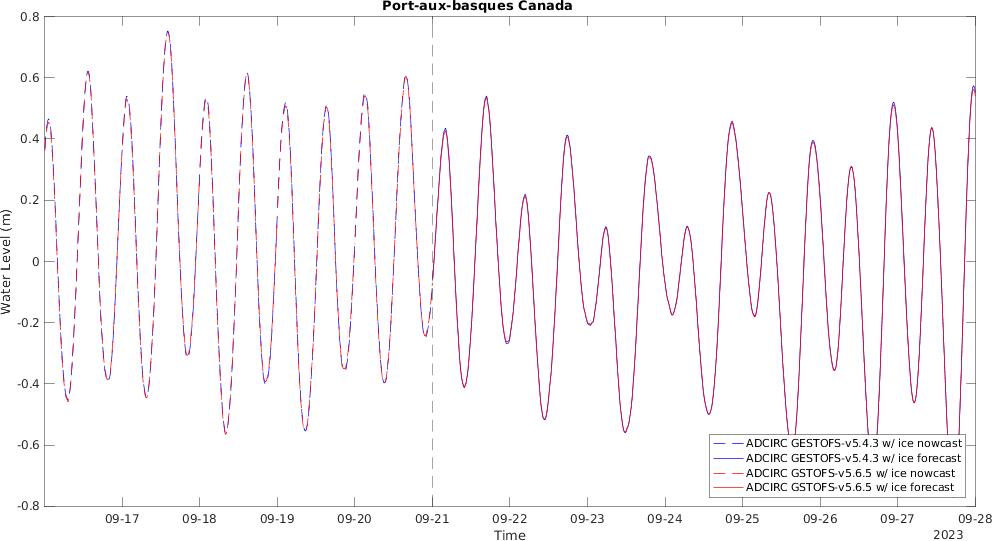 Port-aux-basques Canada
0.8
0.6
0.4
0.2
0
-0.2
-0.4
-0.6
-0.8
Water Level (m)
ADCIRC GESTOFS-v5.4.3 w/ ice nowcast
ADCIRC GESTOFS-v5.4.3 w/ ice forecast
ADCIRC GSTOFS-v5.6.5 w/ ice nowcast
ADCIRC GSTOFS-v5.6.5 w/ ice forecast
09-17 09-18 09-19 09-20 09-21 09-22 09-23 09-24 09-25 09-26 09-27 09-28
Time
2023